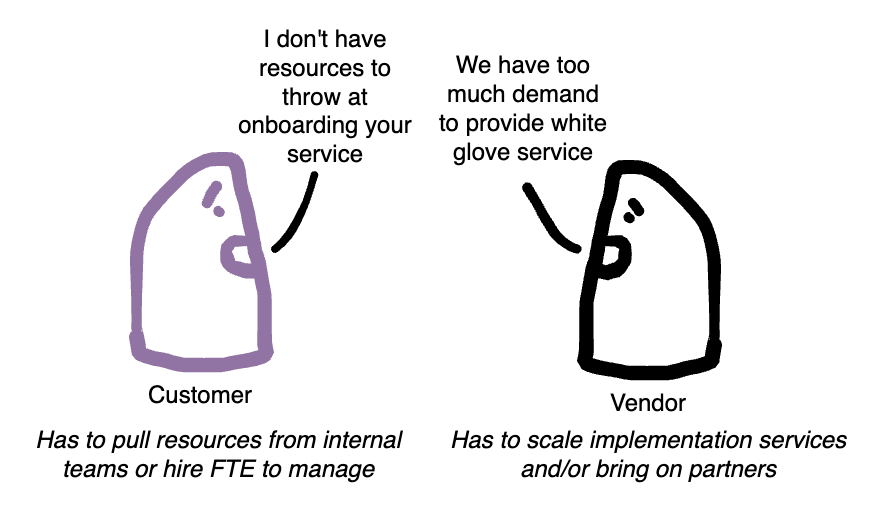 I don't have
resources to
throw at
onboarding your
service
We have too
much demand
to provide white
glove service
Customer
Has to pull resources from internal
teams or hire FTE to manage
Vendor
Has to scale implementation services
and/or bring on partners